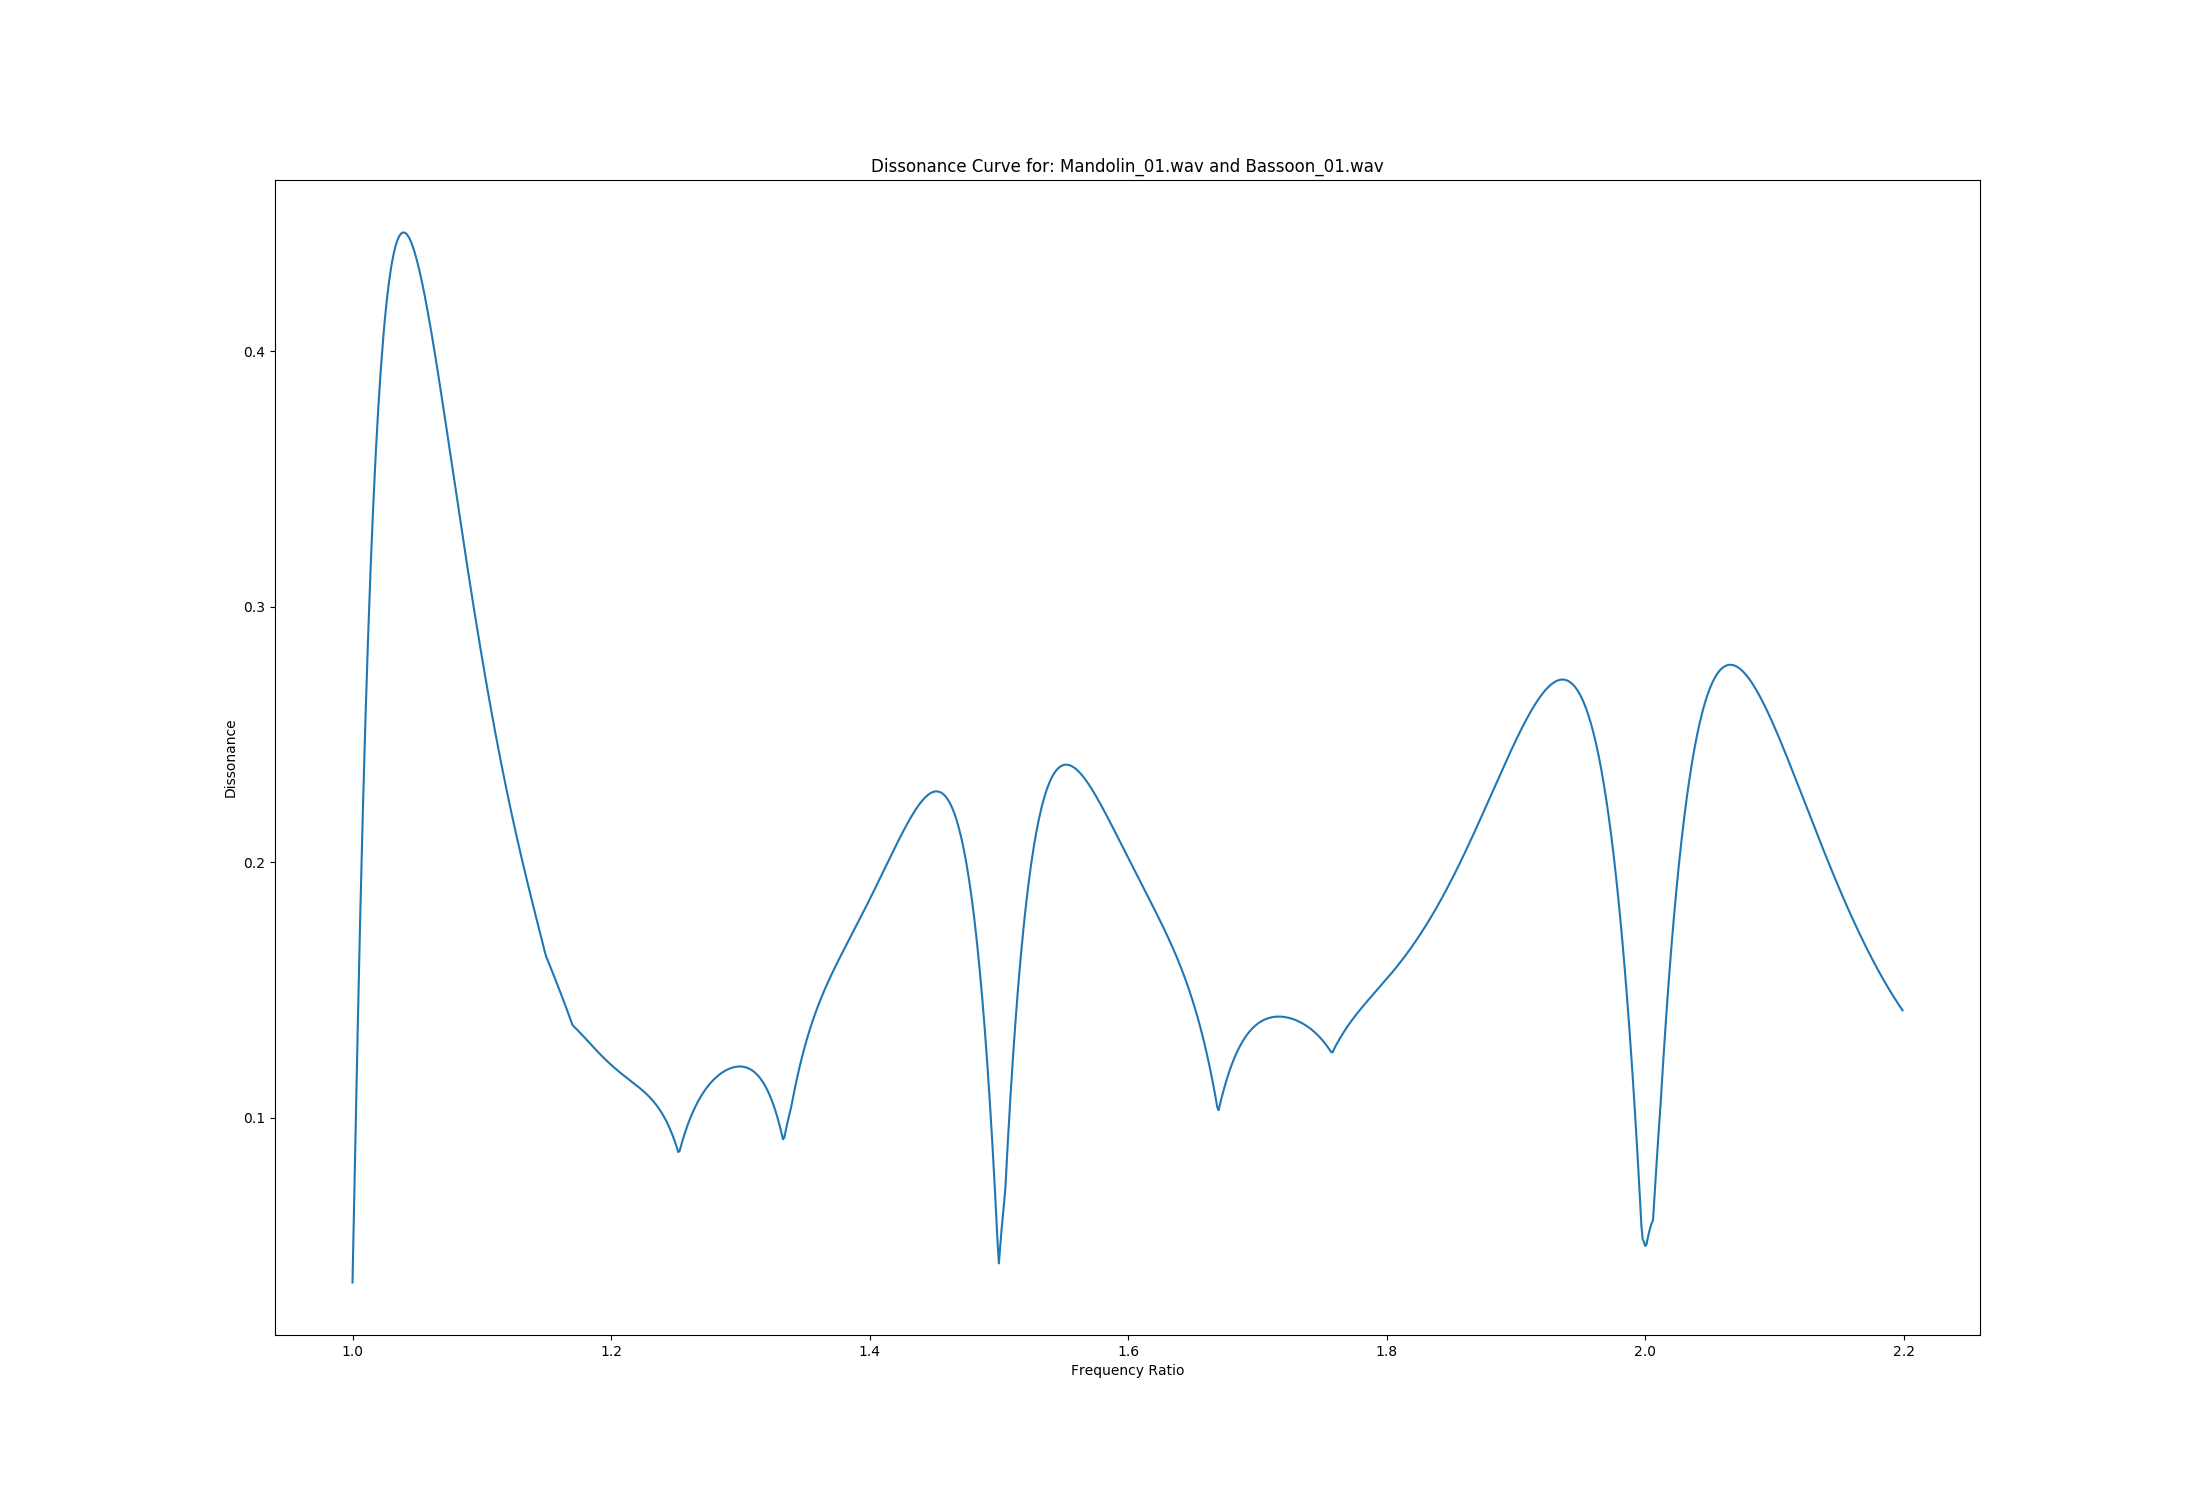 Dissonance Curve for: Mandolin_01.wav and Bassoon_01.wav
Dissonance
0.4
0.3
0.2
0.1
1.0 1.2 1.4 1.6 1.8 2.0 2.2
Frequency Ratio